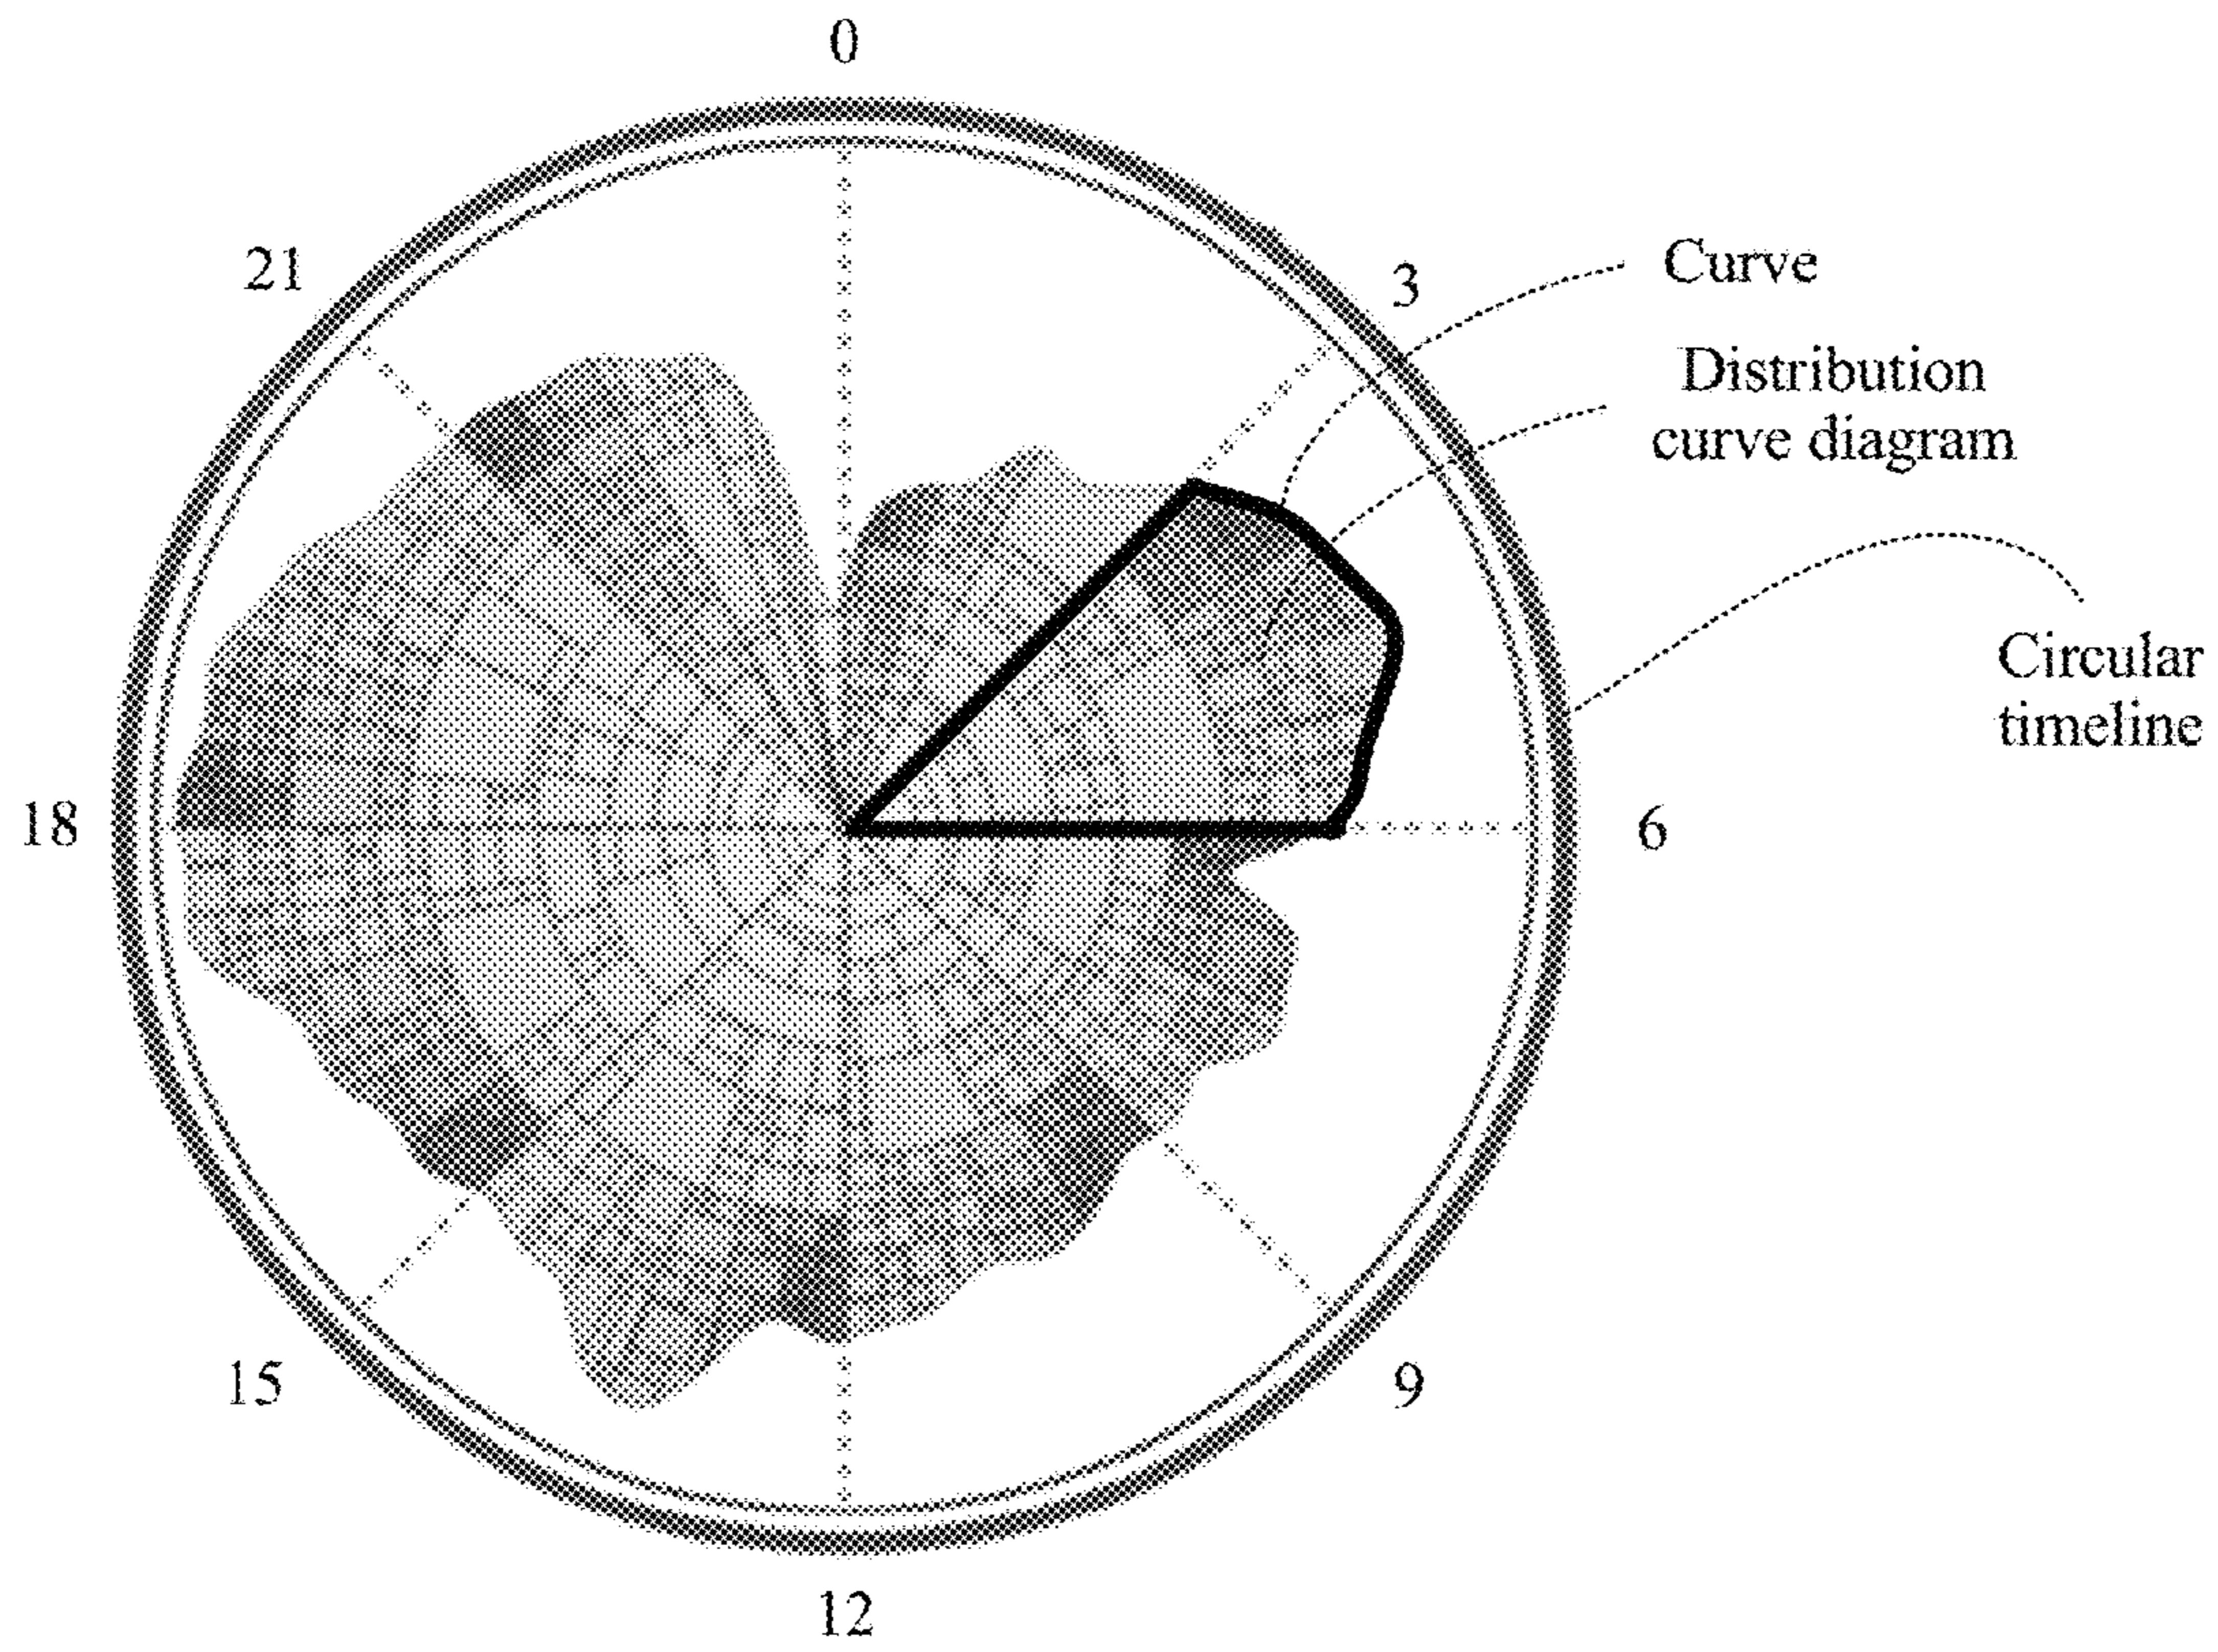 0
21
3
Curve
Distribution
curve diagram
Circular
timeline
18
6
15
9
12